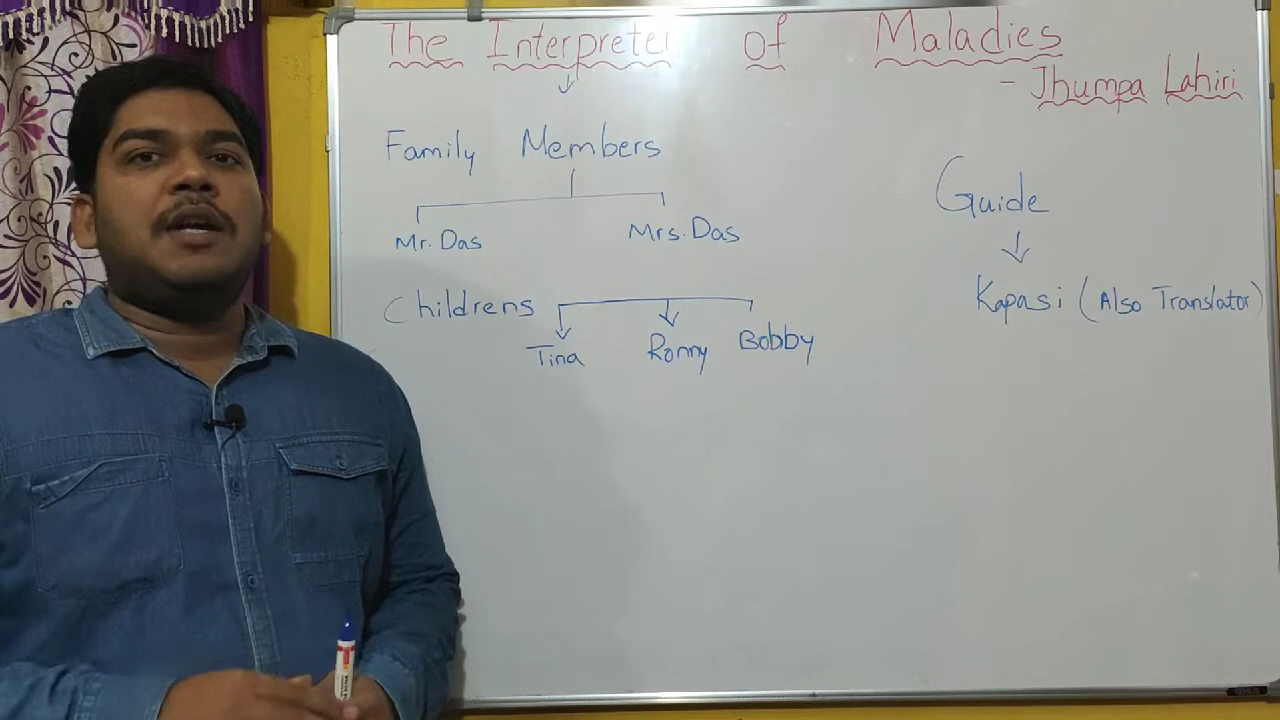 The Interpreter of Maladies
- Jhumpa Lahiri
Family Members
Guide
Mr. Das
Mrs. Das
Kapasi (Also Translator)
Childrens
Tina
Ronny
Bobby